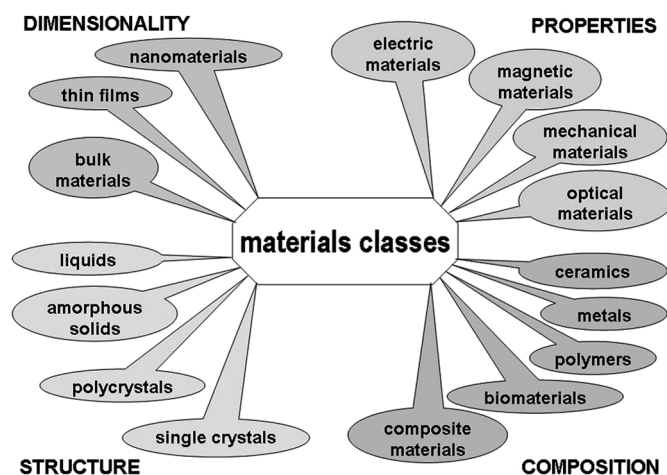 DIMENSIONALITY
nanomaterials
thin films
bulk
materials
PROPERTIES
electric
materials
magnetic
materials
mechanical
materials
optical
materials
materials classes
liquids
amorphous
solids
polycrystals
single crystals
STRUCTURE
ceramics
metals
polymers
biomaterials
composite
materials
COMPOSITION